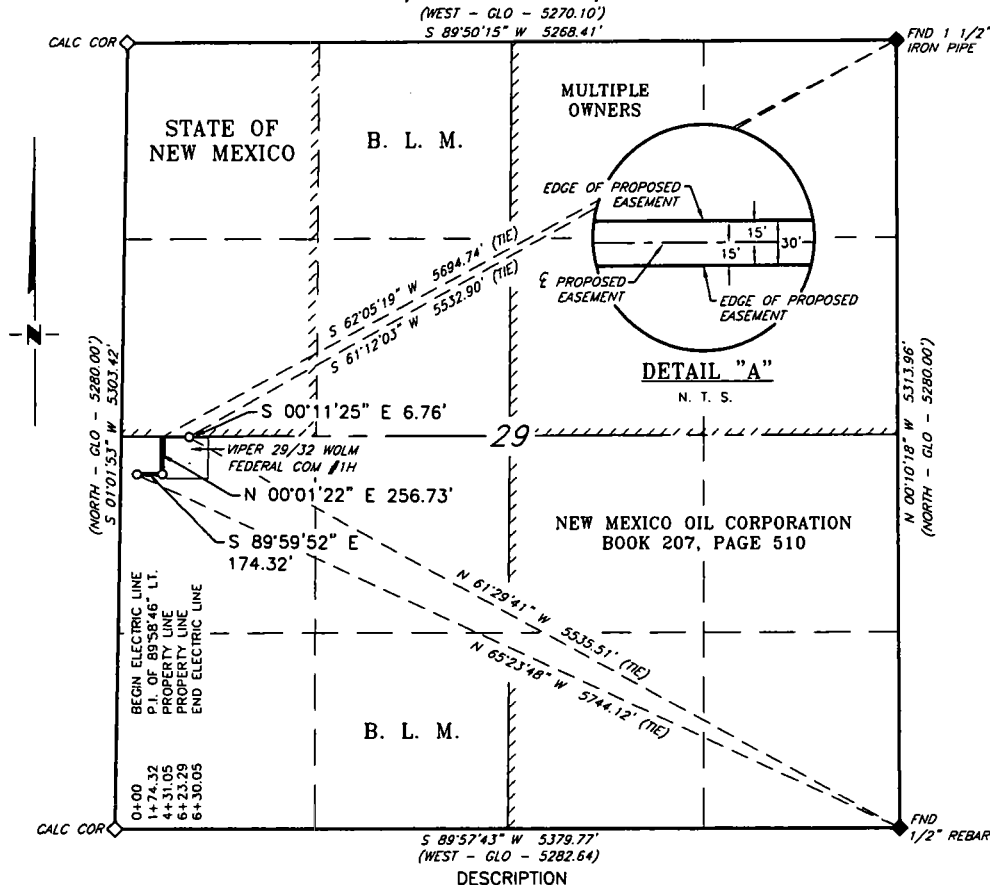 (WEST - GLO - 5270.10')
S 89°50'15" W 5268.41'
CALC COR
FND 1 1/2"
IRON PIPE
STATE OF
NEW MEXICO
B. L. M.
MULTIPLE
OWNERS
EDGE OF PROPOSED
EASEMENT
15'
30'
15'
℄ PROPOSED
EASEMENT
EDGE OF PROPOSED
EASEMENT
DETAIL "A"
N. T. S.
S 62°05'19" W 5694.74' (TIE)
S 61°12'03" W 5532.90' (TIE)
N
(NORTH - GLO - 5280.00')
S 01°01'53" W 5303.42'
N 00°10'18" W 5313.96'
(NORTH - GLO - 5280.00')
S 00°11'25" E 6.76'
29
VIPER 29/32 WOLM
FEDERAL COM #1H
N 00°01'22" E 256.73'
S 89°59'52" E
174.32'
NEW MEXICO OIL CORPORATION
BOOK 207, PAGE 510
N 61°29'41" W 5535.51' (TIE)
N 65°23'48" W 5744.12' (TIE)
0+00 BEGIN ELECTRIC LINE
1+74.32 P.I. OF 89°58'46" LT.
4+31.05 PROPERTY LINE
6+23.29 PROPERTY LINE
6+30.05 END ELECTRIC LINE
B. L. M.
CALC COR
FND
1/2" REBAR
S 89°57'43" W 5379.77'
(WEST - GLO - 5282.64)
DESCRIPTION